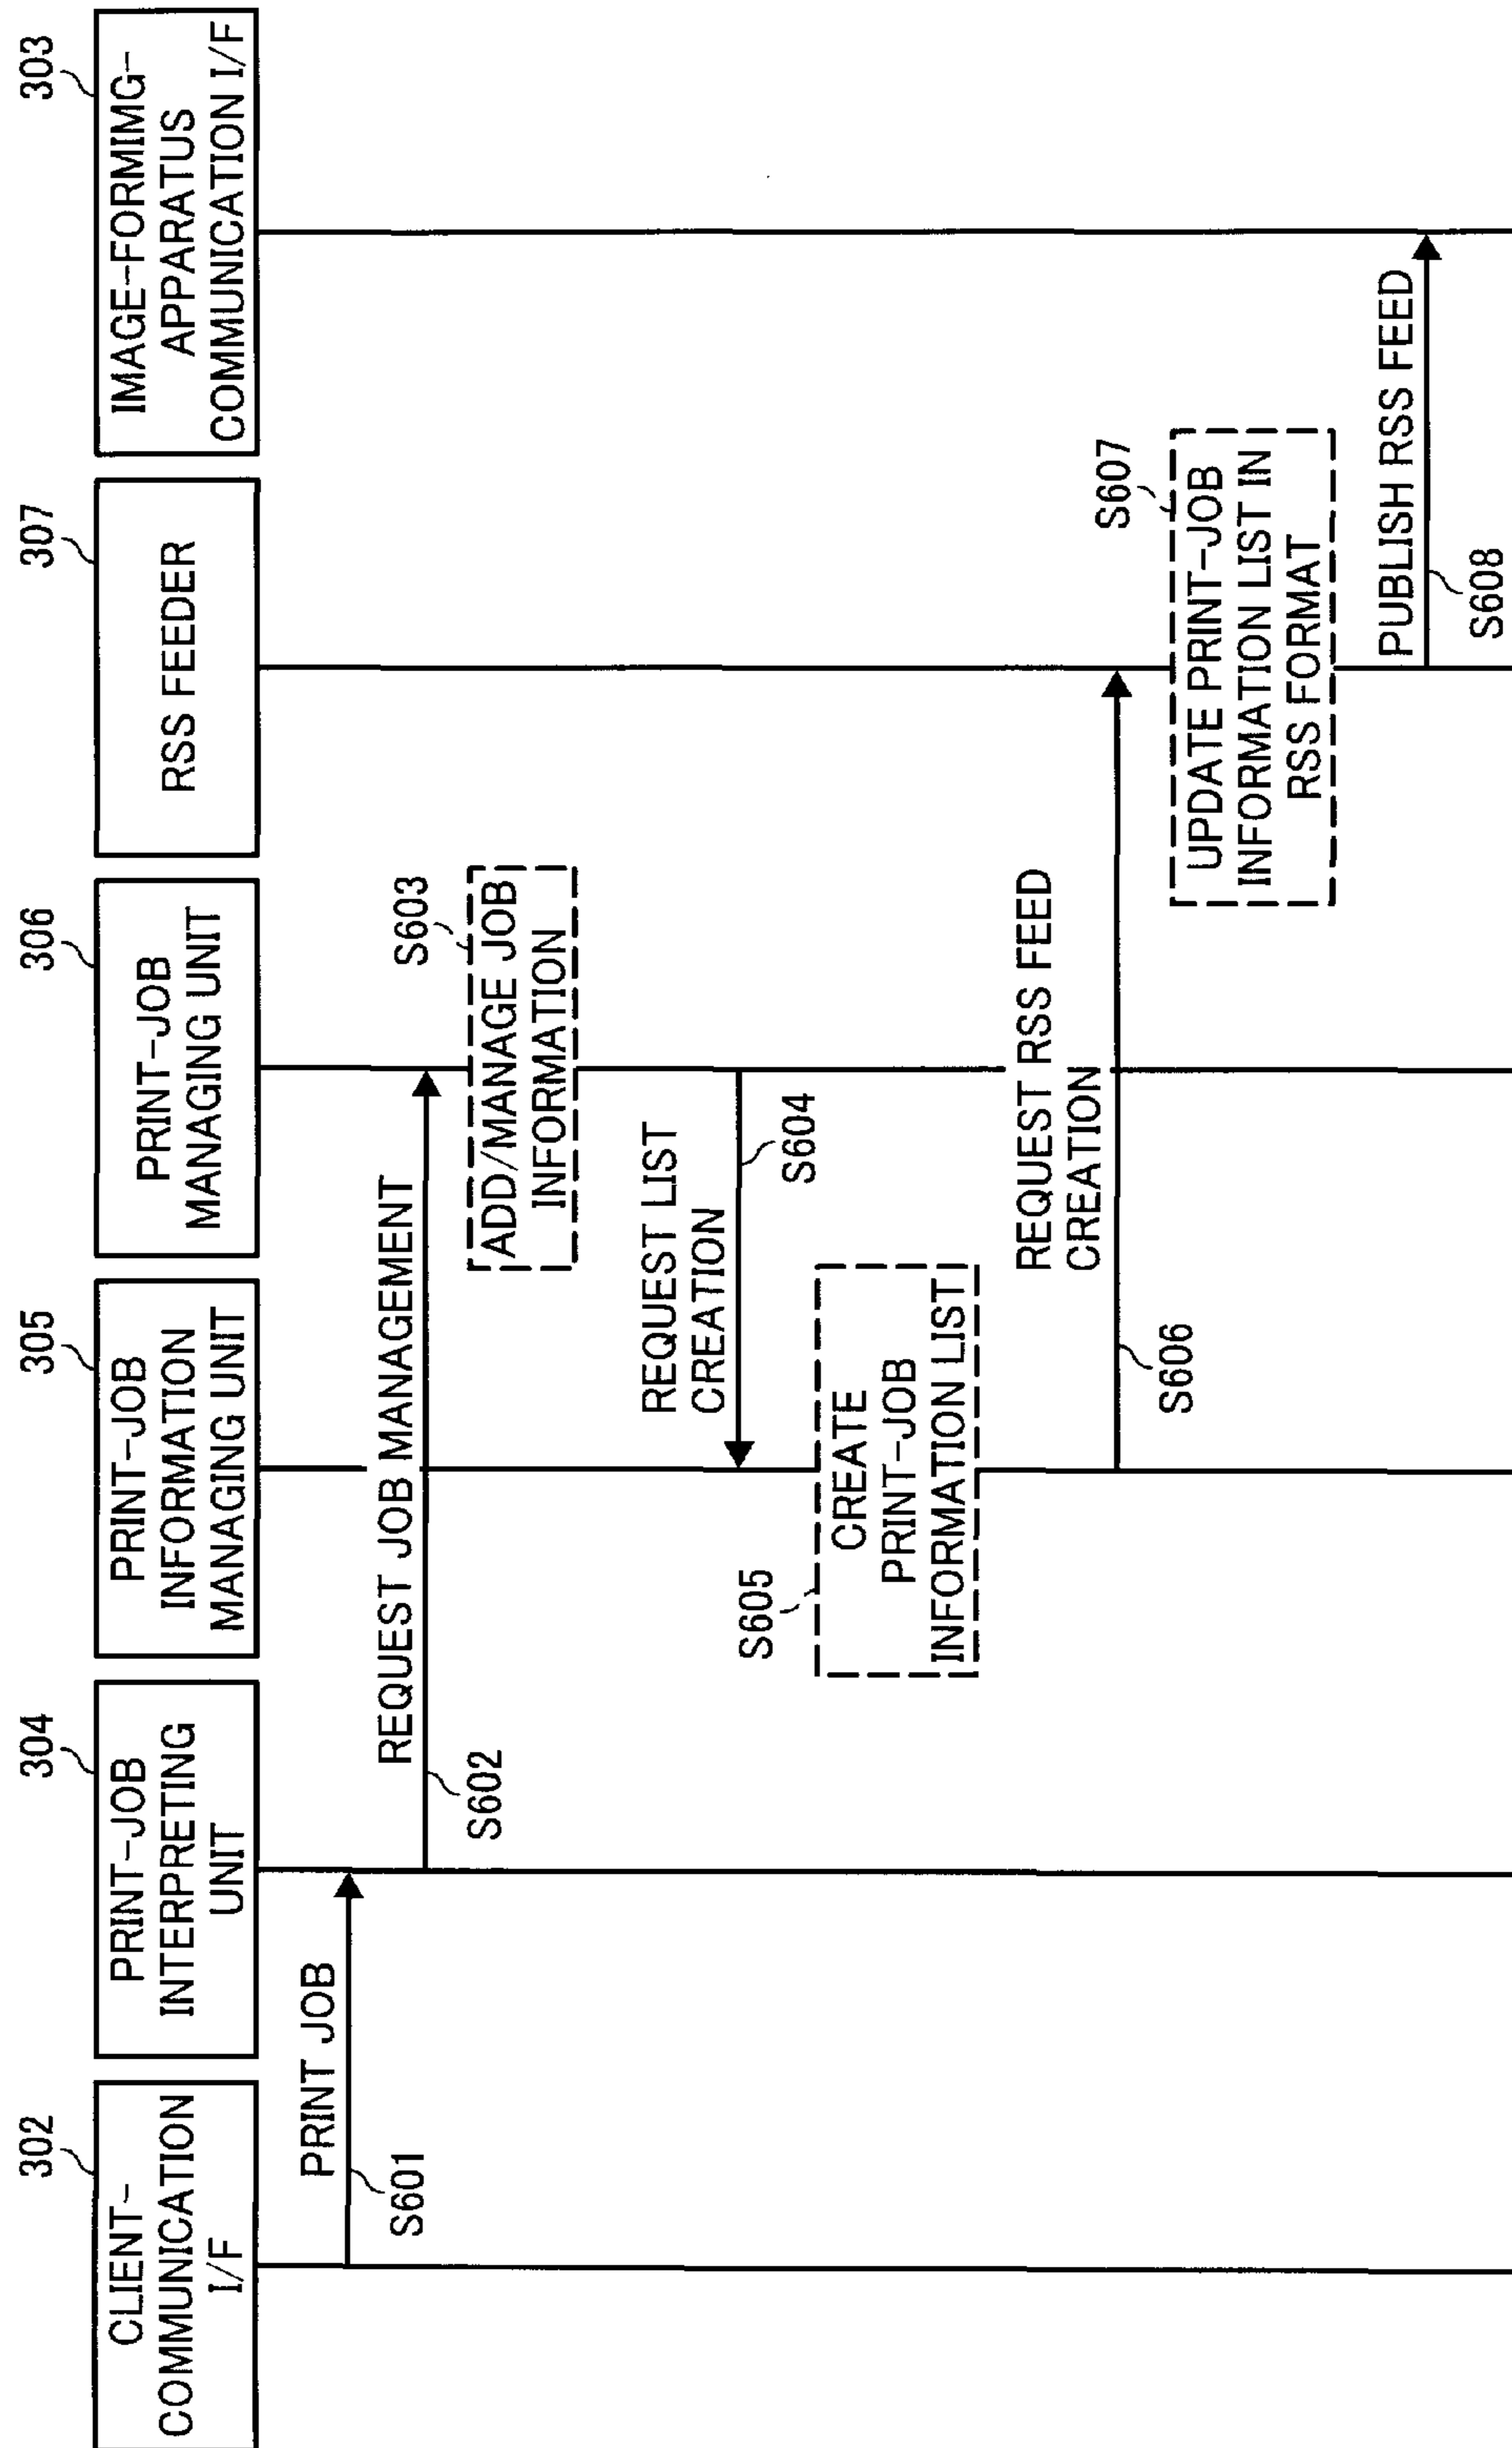 302
CLIENT-
COMMUNICATION
I/F
304
PRINT-JOB
INTERPRETING
UNIT
305
PRINT-JOB
INFORMATION
MANAGING UNIT
306
PRINT-JOB
MANAGING UNIT
307
RSS FEEDER
303
IMAGE-FORMIMG-
APPARATUS
COMMUNICATION I/F
PRINT JOB
S601
REQUEST JOB MANAGEMENT
S602
S603
ADD/MANAGE JOB
INFORMATION
REQUEST LIST
CREATION
S604
S605
CREATE
PRINT-JOB
INFORMATION LIST
REQUEST RSS FEED
CREATION
S606
S607
UPDATE PRINT-JOB
INFORMATION LIST IN
RSS FORMAT
PUBLISH RSS FEED
S608